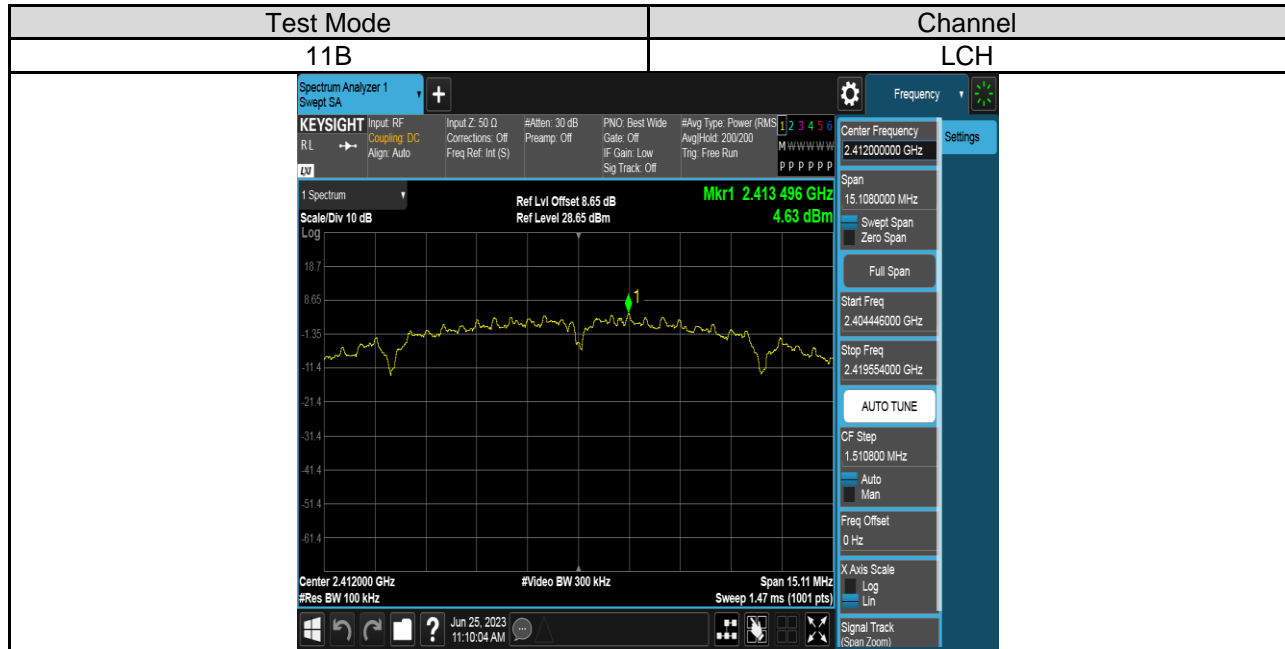 Test Mode Channel
11B LCH
Spectrum Analyzer 1
Swept SA
+
Frequency
KEYSIGHT Input: RF Input Z: 50 Ω #Atten: 30 dB PNO: Best Wide #Avg Type: Power (RMS 1 2 3 4 5 6
RL Coupling: DC Corrections: Off Preamp: Off Gate: Off Avg|Hold: 200/200 M W W W W W
Align: Auto Freq Ref: Int (S) IF Gain: Low Trig: Free Run
LXI Sig Track: Off P P P P P P
1 Spectrum
Ref Lvl Offset 8.65 dB Mkr1 2.413 496 GHz
Scale/Div 10 dB Ref Level 28.65 dBm 4.63 dBm
Log
18.7
8.65
1
-1.35
-11.4
-21.4
-31.4
-41.4
-51.4
-61.4
Center 2.412000 GHz #Video BW 300 kHz Span 15.11 MHz
#Res BW 100 kHz Sweep 1.47 ms (1001 pts)
?
Jun 25, 2023
11:10:04 AM
Center Frequency
2.412000000 GHz
Settings
Span
15.1080000 MHz
Swept Span
Zero Span
Full Span
Start Freq
2.404446000 GHz
Stop Freq
2.419554000 GHz
AUTO TUNE
CF Step
1.510800 MHz
Auto
Man
Freq Offset
0 Hz
X Axis Scale
Log
Lin
Signal Track
(Span Zoom)